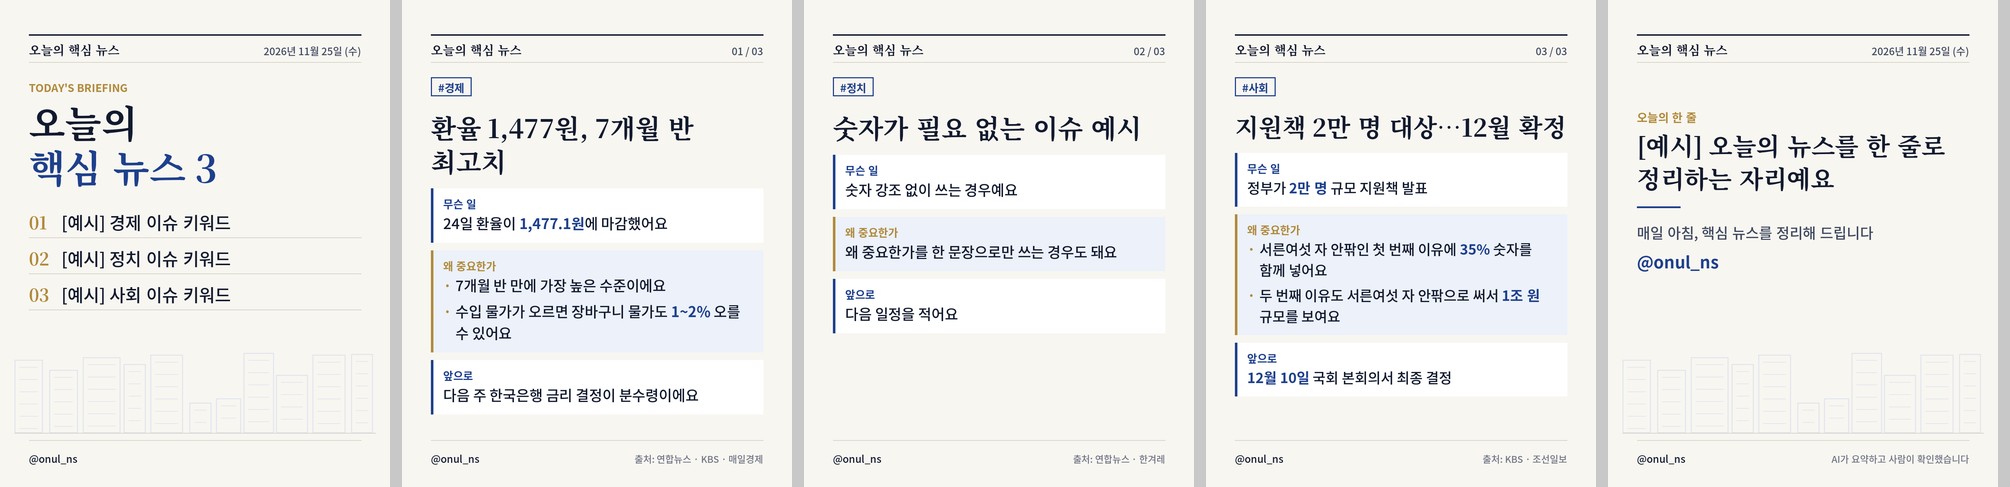 오늘의 핵심 뉴스
2026년 11월 25일 (수)
TODAY'S BRIEFING
오늘의
핵심 뉴스 3
01 [예시] 경제 이슈 키워드
02 [예시] 정치 이슈 키워드
03 [예시] 사회 이슈 키워드
@onul_ns
오늘의 핵심 뉴스
01 / 03
#경제
환율 1,477원, 7개월 반
최고치
무슨 일
24일 환율이 1,477.1원에 마감했어요
왜 중요한가
· 7개월 반 만에 가장 높은 수준이에요
· 수입 물가가 오르면 장바구니 물가도 1~2% 오를
수 있어요
앞으로
다음 주 한국은행 금리 결정이 분수령이에요
@onul_ns
출처: 연합뉴스 · KBS · 매일경제
오늘의 핵심 뉴스
02 / 03
#정치
숫자가 필요 없는 이슈 예시
무슨 일
숫자 강조 없이 쓰는 경우예요
왜 중요한가
왜 중요한가를 한 문장으로만 쓰는 경우도 돼요
앞으로
다음 일정을 적어요
@onul_ns
출처: 연합뉴스 · 한겨레
오늘의 핵심 뉴스
03 / 03
#사회
지원책 2만 명 대상…12월 확정
무슨 일
정부가 2만 명 규모 지원책 발표
왜 중요한가
· 서른여섯 자 안팎인 첫 번째 이유에 35% 숫자를
함께 넣어요
· 두 번째 이유도 서른여섯 자 안팎으로 써서 1조 원
규모를 보여요
앞으로
12월 10일 국회 본회의서 최종 결정
@onul_ns
출처: KBS · 조선일보
오늘의 핵심 뉴스
2026년 11월 25일 (수)
오늘의 한 줄
[예시] 오늘의 뉴스를 한 줄로
정리하는 자리예요
매일 아침, 핵심 뉴스를 정리해 드립니다
@onul_ns
@onul_ns
AI가 요약하고 사람이 확인했습니다